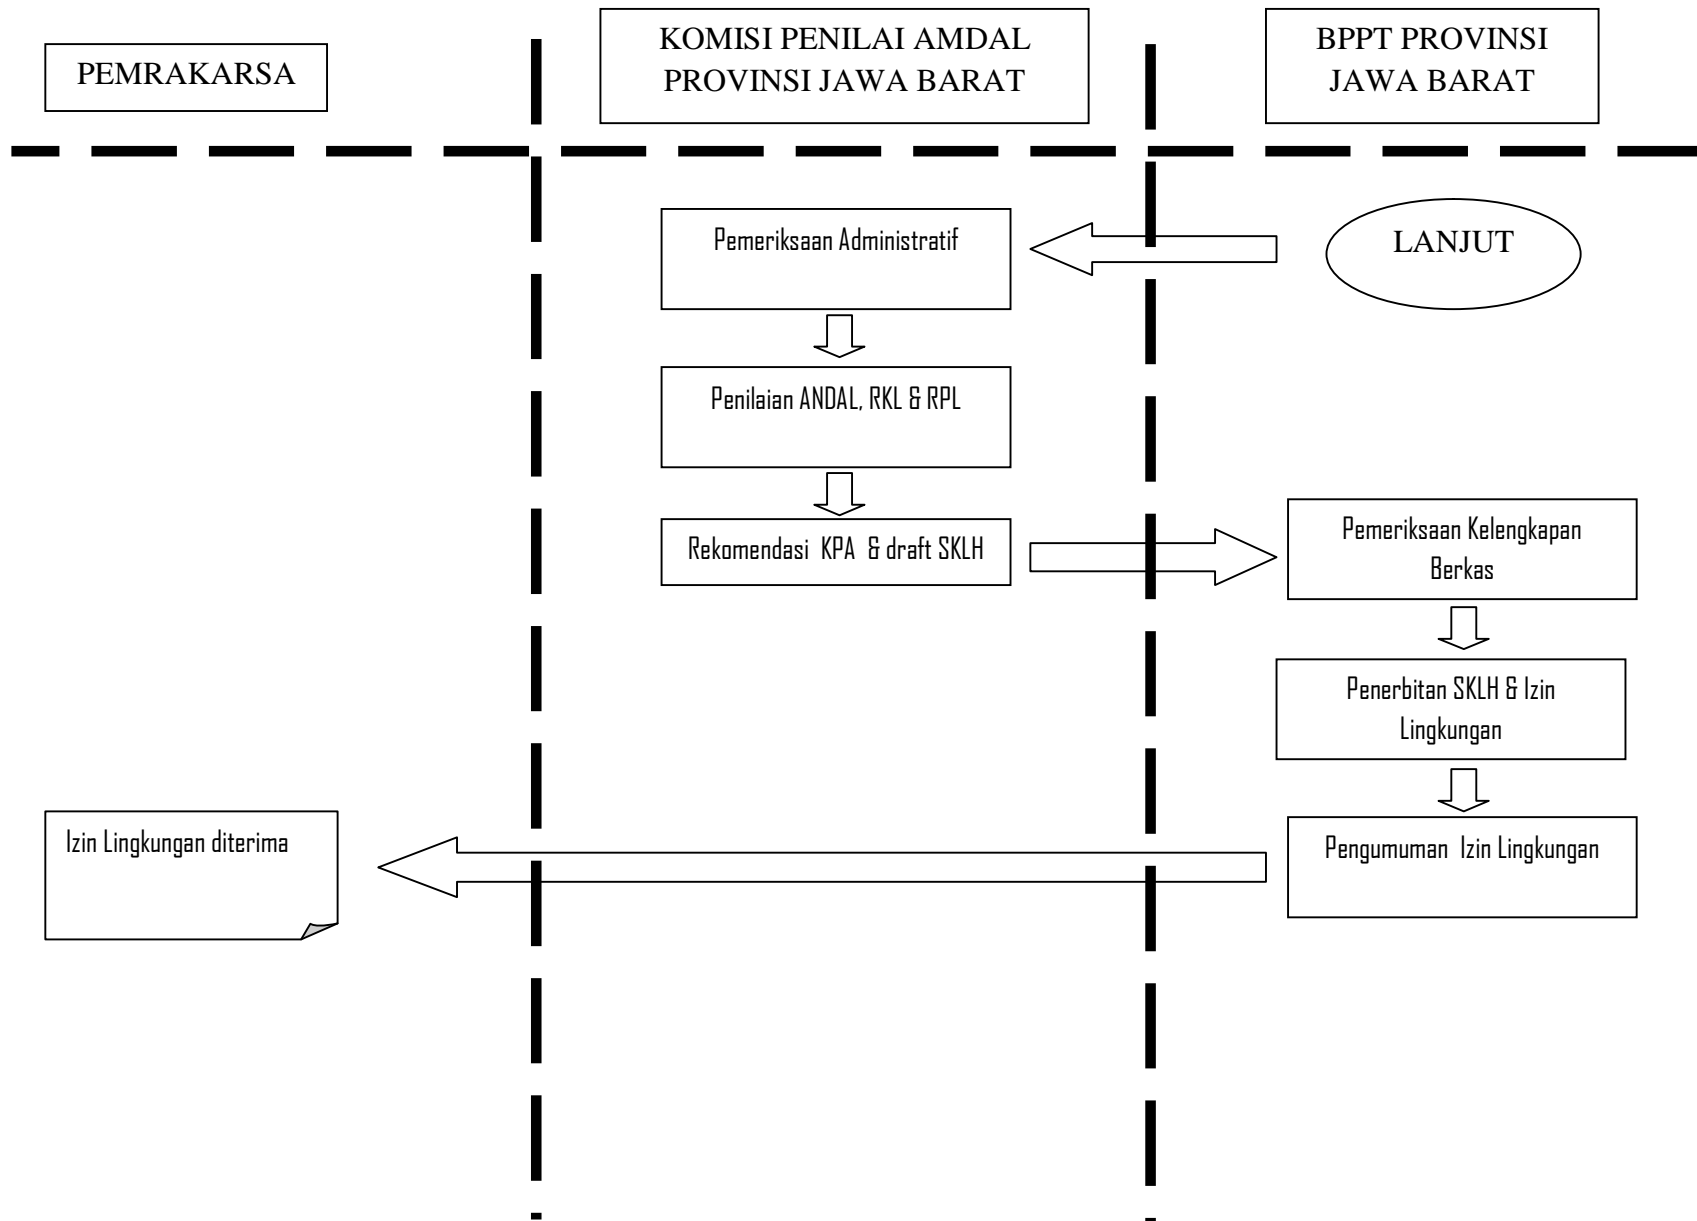 PEMRAKARSA
KOMISI PENILAI AMDAL
PROVINSI JAWA BARAT
BPPT PROVINSI
JAWA BARAT
Pemeriksaan Administratif
LANJUT
Penilaian ANDAL, RKL & RPL
Rekomendasi KPA & draft SKLH
Pemeriksaan Kelengkapan
Berkas
Penerbitan SKLH & Izin
Lingkungan
Izin Lingkungan diterima
Pengumuman Izin Lingkungan